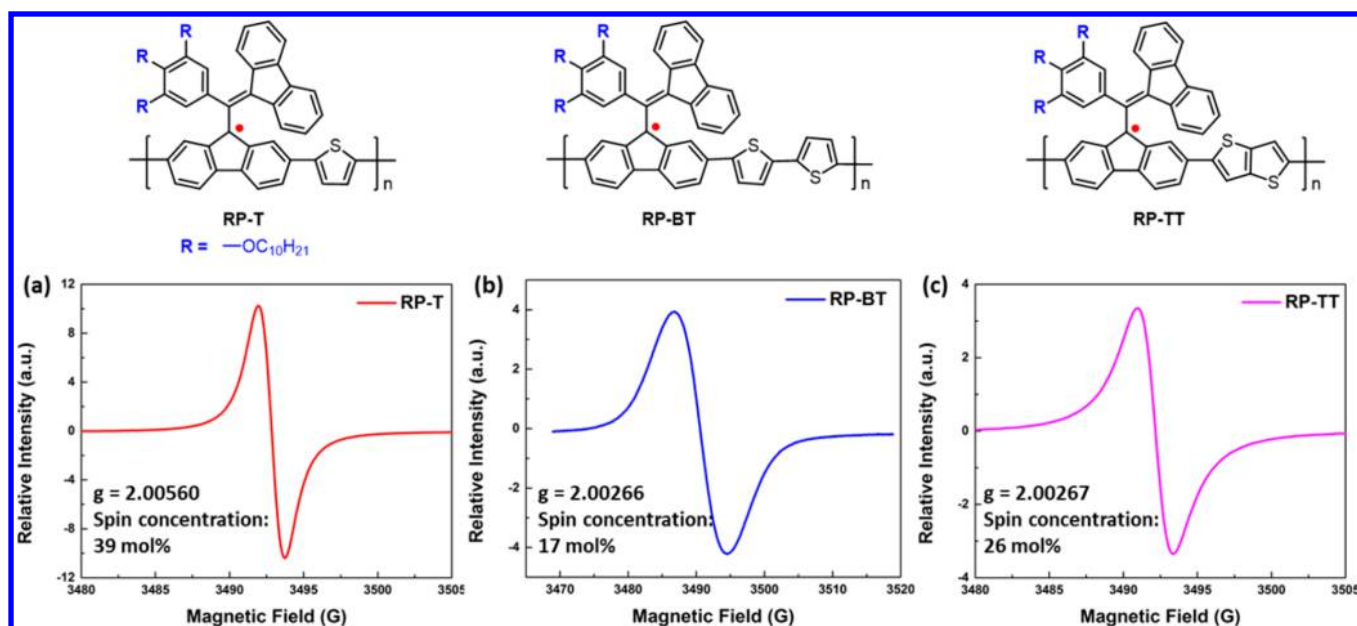 R
R
R
S
n
RP-T
R = —OC10H21
R
R
R
S
S
n
RP-BT
R
R
R
S
S
n
RP-TT
(a)
RP-T
12
8
4
0
-4
-8
-12
Relative Intensity (a.u.)
g = 2.00560
Spin concentration:
39 mol%
3480 3485 3490 3495 3500 3505
Magnetic Field (G)
(b)
RP-BT
4
2
0
-2
-4
Relative Intensity (a.u.)
g = 2.00266
Spin concentration:
17 mol%
3470 3480 3490 3500 3510 3520
Magnetic Field (G)
(c)
RP-TT
4
2
0
-2
-4
Relative Intensity (a.u.)
g = 2.00267
Spin concentration:
26 mol%
3480 3485 3490 3495 3500 3505
Magnetic Field (G)